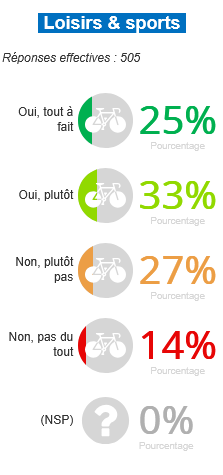 Loisirs & sports
Réponses effectives : 505
Oui, tout à
fait
25%
Pourcentage
Oui, plutôt
33%
Pourcentage
Non, plutôt
pas
27%
Pourcentage
Non, pas du
tout
14%
Pourcentage
(NSP)
?
0%
Pourcentage